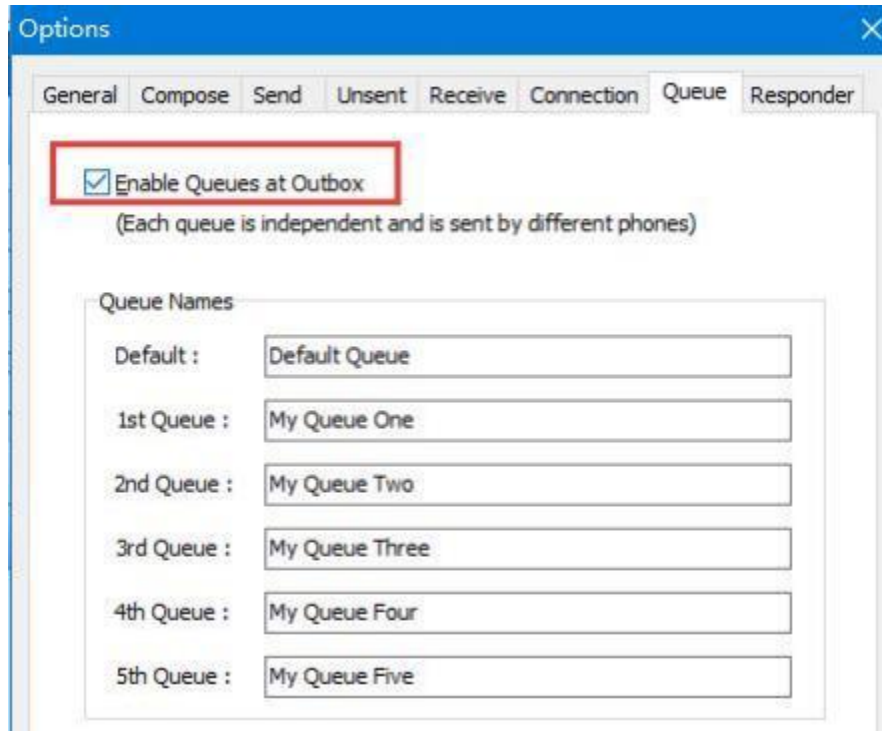 Options
General Compose Send Unsent Receive Connection Queue Responder
Enable Queues at Outbox
(Each queue is independent and is sent by different phones)
Queue Names
Default : Default Queue
1st Queue : My Queue One
2nd Queue : My Queue Two
3rd Queue : My Queue Three
4th Queue : My Queue Four
5th Queue : My Queue Five